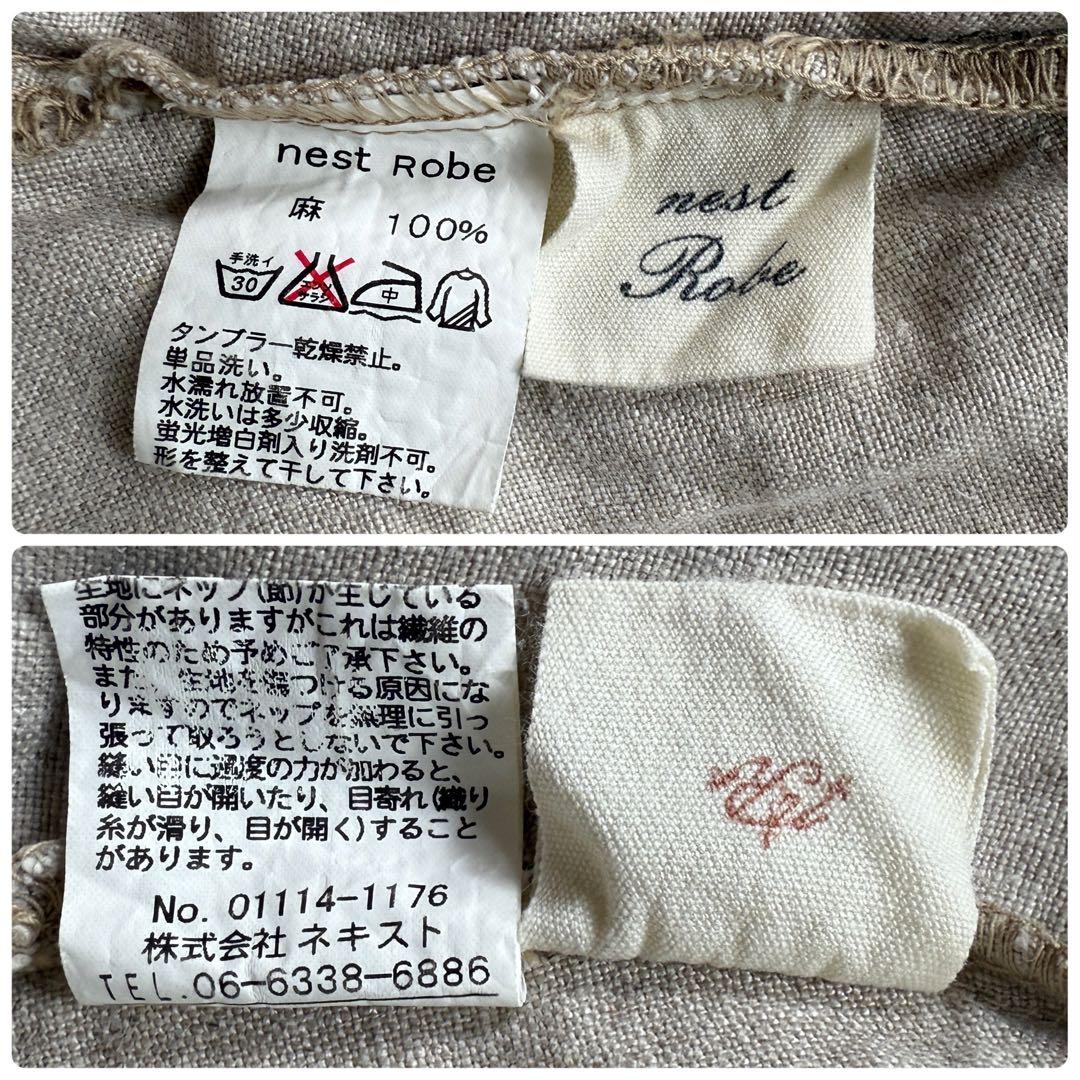 nest Robe
麻 100%
手洗イ
30
エンソ
サラシ
中
タンブラー乾燥禁止。
単品洗い。
水濡れ放置不可。
水洗いは多少収縮。
蛍光増白剤入り洗剤不可。
形を整えて干して下さい。
nest
Robe
生地にネップ(節)が生じている
部分がありますがこれは繊維の
特性のため予めご了承下さい。
また、生地を傷つける原因にな
りますのでネップを無理に引っ
張って取ろうとしないで下さい。
縫い目に過度の力が加わると、
縫い目が開いたり、目寄れ(織り
糸が滑り、目が開く)すること
があります。
No. 01114-1176
株式会社 ネキスト
TEL.06-6338-6886